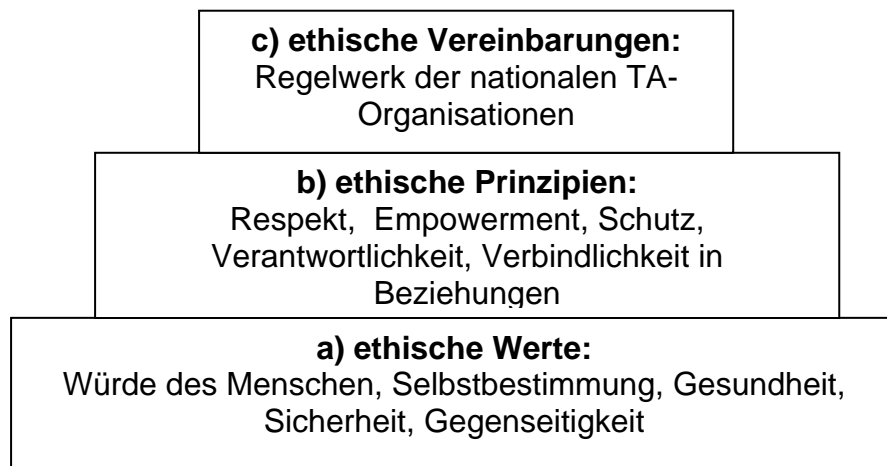 c) ethische Vereinbarungen:
Regelwerk der nationalen TA-
Organisationen
b) ethische Prinzipien:
Respekt, Empowerment, Schutz,
Verantwortlichkeit, Verbindlichkeit in
Beziehungen
a) ethische Werte:
Würde des Menschen, Selbstbestimmung, Gesundheit,
Sicherheit, Gegenseitigkeit